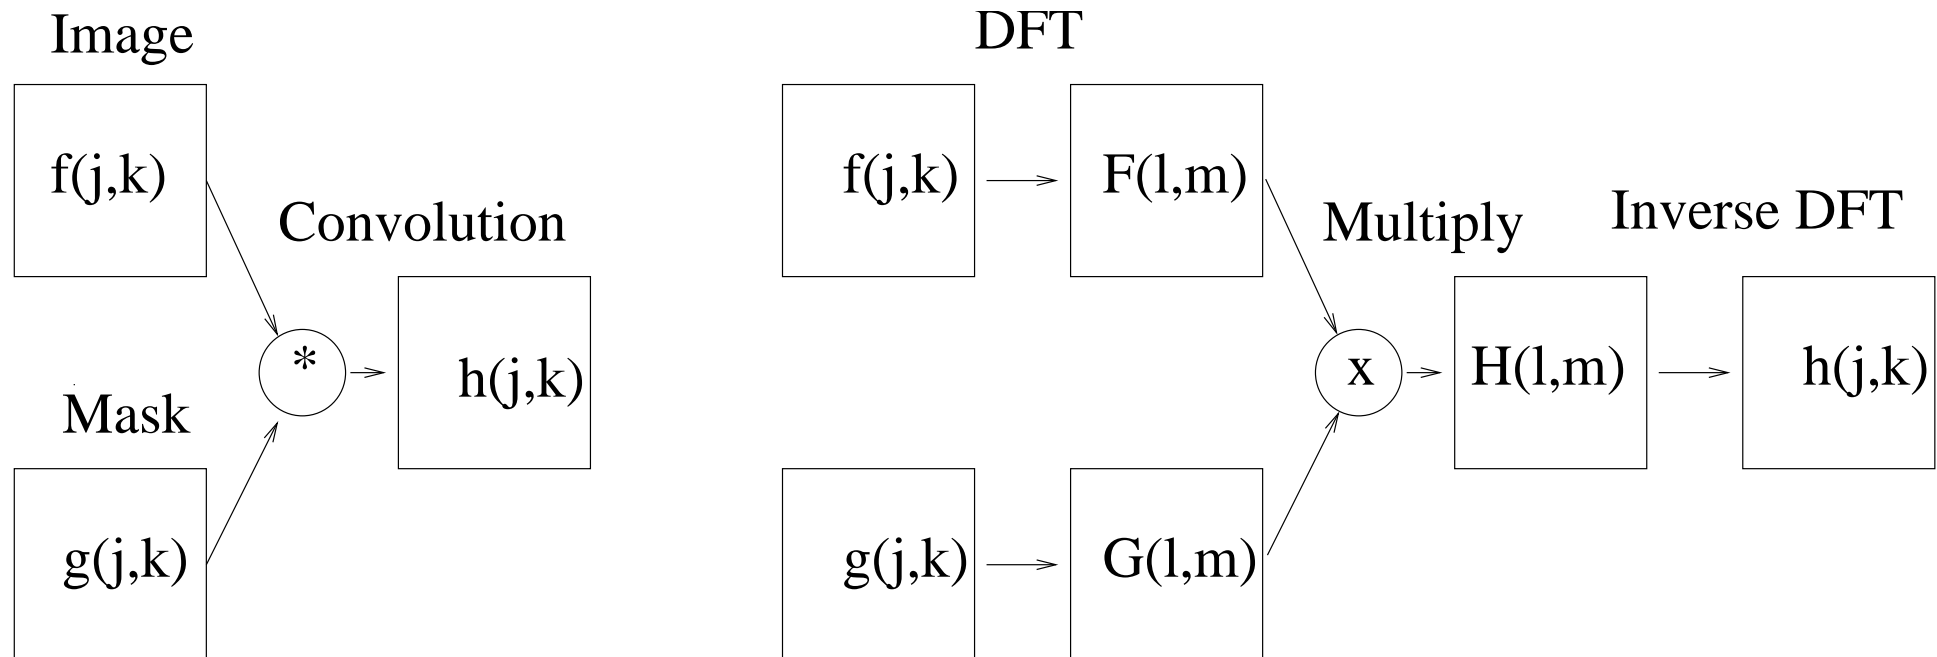 Image
f(j,k)
Convolution
*
h(j,k)
Mask
g(j,k)
DFT
f(j,k)
F(l,m)
Multiply
Inverse DFT
x
H(l,m)
h(j,k)
g(j,k)
G(l,m)